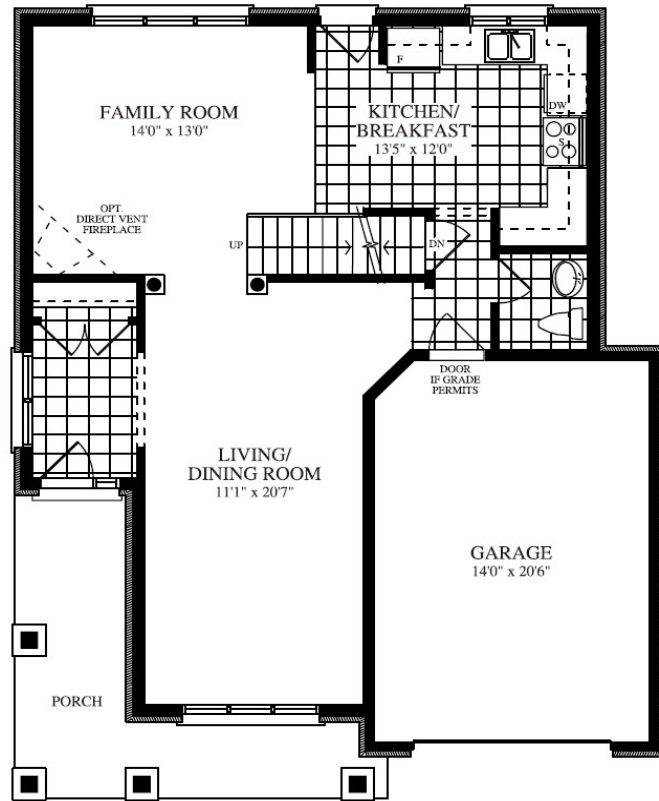 FAMILY ROOM
14'0" x 13'0"
F
KITCHEN/
BREAKFAST
13'5" x 12'0"
DW
S
OPT.
DIRECT VENT
FIREPLACE
UP
DN
DOOR
IF GRADE
PERMITS
LIVING/
DINING ROOM
11'1" x 20'7"
GARAGE
14'0" x 20'6"
PORCH